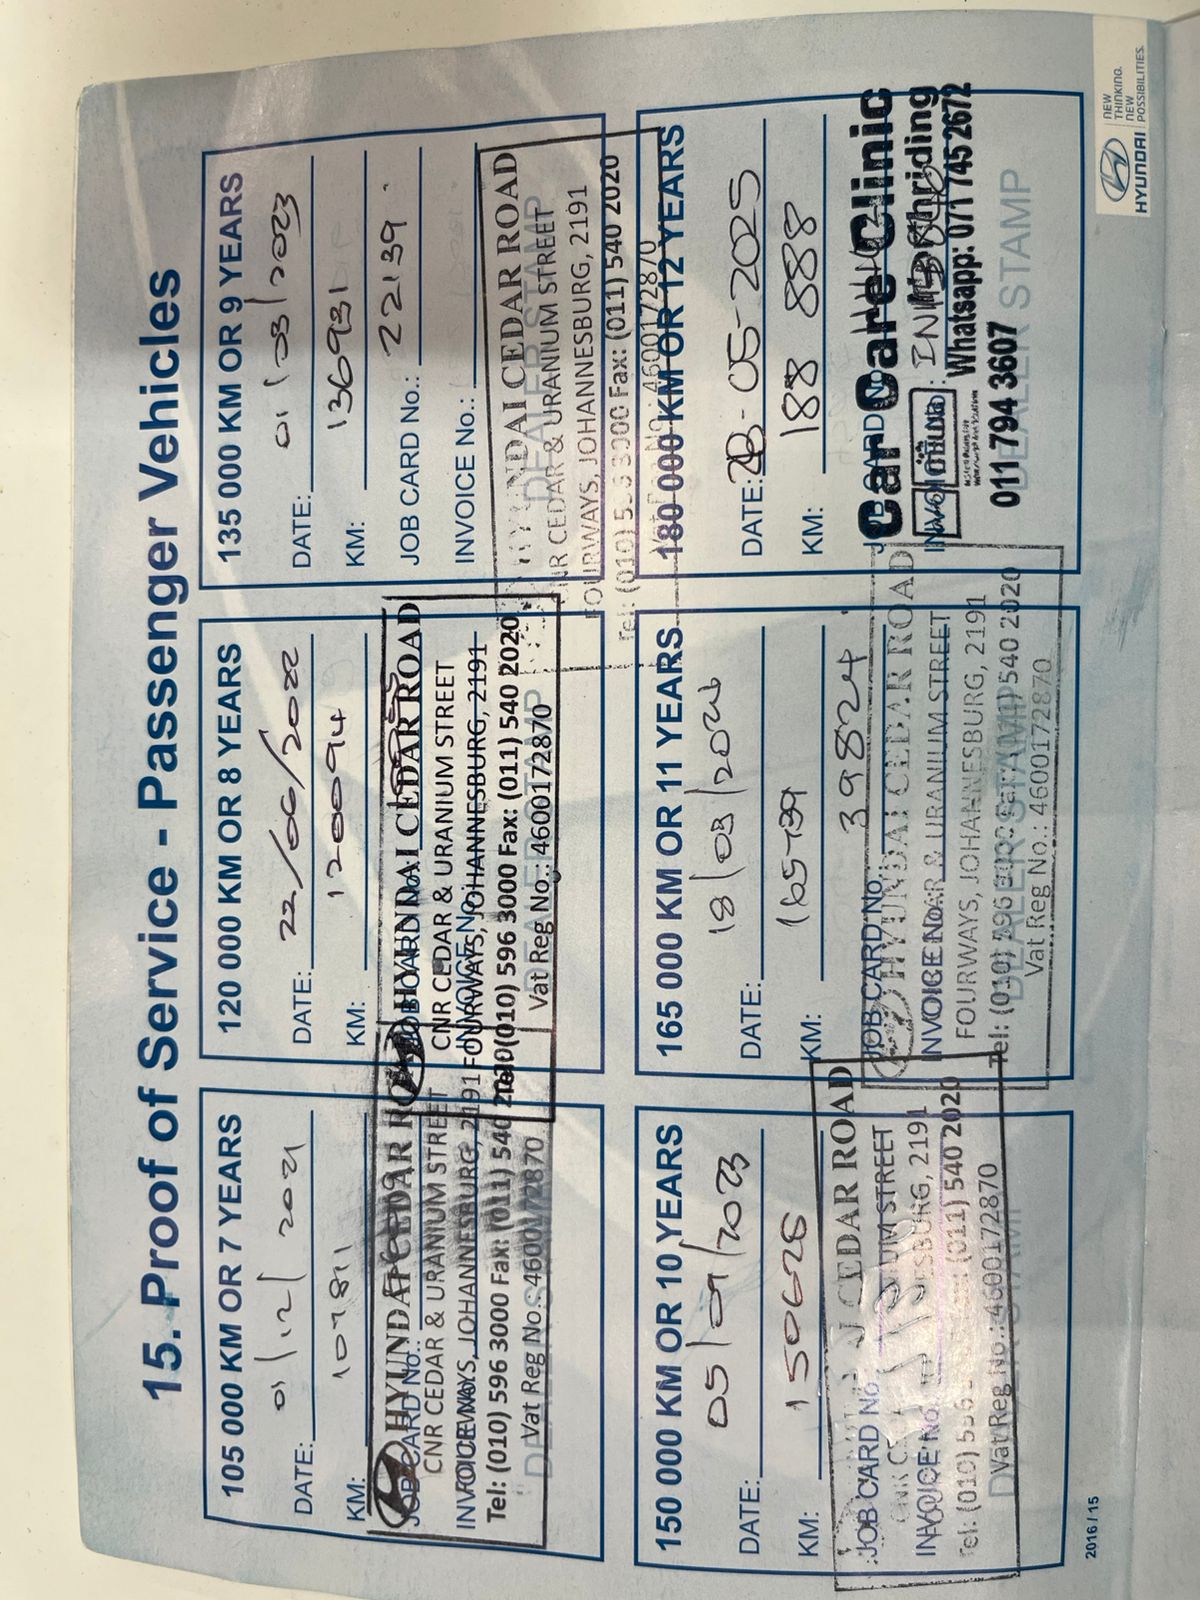 15. Proof of Service - Passenger Vehicles
105 000 KM OR 7 YEARS
DATE: 01/12/2021
KM: 107811
JOB CARD No.:
HYUNDAI CEDAR
CNR CEDAR & URANIUM STREET
INVOICE No.:
FOURWAYS, JOHANNESBURG, 2191
Tel: (010) 596 3000 Fax: (011) 540
Vat Reg No.: 4600172870
120 000 KM OR 8 YEARS
DATE: 22/06/2022
KM: 120094
HYUNDAI CEDAR ROAD
CNR CEDAR & URANIUM STREET
FOURWAYS, JOHANNESBURG, 2191
Tel: (010) 596 3000 Fax: (011) 540 2020
Vat Reg No.: 4600172870
135 000 KM OR 9 YEARS
DATE: 01/03/2023
KM: 136931
JOB CARD No.: 22139
INVOICE No.:
HYUNDAI CEDAR ROAD
CNR CEDAR & URANIUM STREET
FOURWAYS, JOHANNESBURG, 2191
3000 Fax: (011) 540 2020
4600172870
DEALER STAMP
150 000 KM OR 10 YEARS
DATE: 05/09/2023
KM: 150628
JOB CARD No.
CEDAR ROAD
STREET
INVOICE No.
2191
(011) 540 2020
Vat Reg No.: 4600172870
165 000 KM OR 11 YEARS
DATE: 18/03/2024
KM: 165739
JOB CARD No.: 39824
HYUNDAI CEDAR ROAD
URANIUM STREET
INVOICE No.
FOURWAYS, JOHANNESBURG, 2191
Tel: (010) 540 2020
DEALER STAMP
Vat Reg No.: 4600172870
180 000 KM OR 12 YEARS
DATE: 28-05-2025
KM: 188 888
Car Care Clinic
Whatsapp: 071 745 2672
011 794 3607
DEALER STAMP
2016 / 15
HYUNDAI
NEW
THINKING.
NEW
POSSIBILITIES.